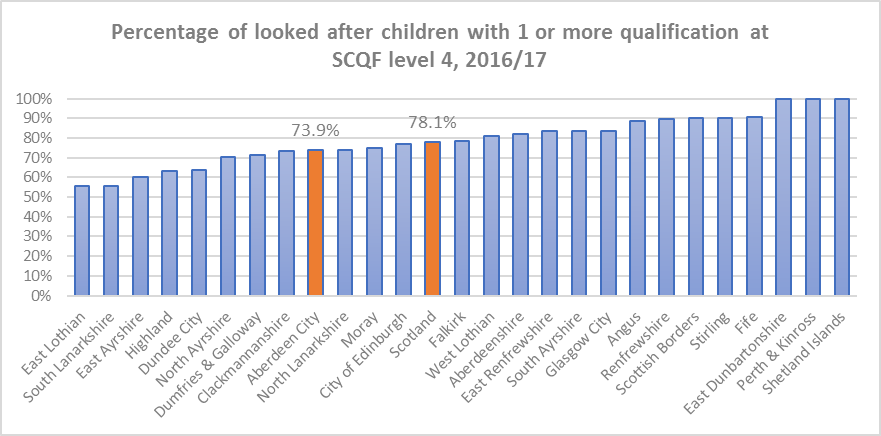 Percentage of looked after children with 1 or more qualification at
SCQF level 4, 2016/17
100%
90%
80%
70%
60%
50%
40%
30%
20%
10%
0%
73.9%
78.1%
East Lothian
South Lanarkshire
East Ayrshire
Highland
Dundee City
North Ayrshire
Dumfries & Galloway
Clackmannanshire
Aberdeen City
North Lanarkshire
Moray
City of Edinburgh
Scotland
Falkirk
West Lothian
Aberdeenshire
East Renfrewshire
South Ayrshire
Glasgow City
Angus
Renfrewshire
Scottish Borders
Stirling
Fife
East Dunbartonshire
Perth & Kinross
Shetland Islands